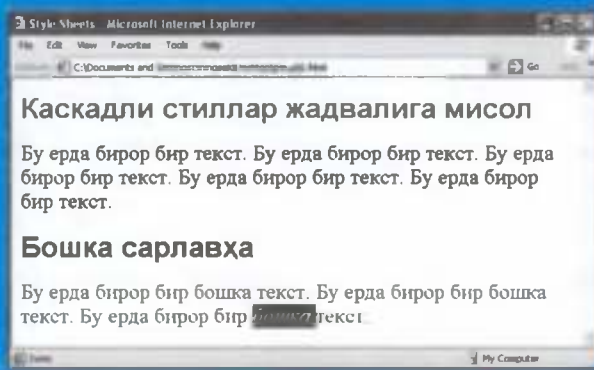 Style Sheets - Microsoft Internet Explorer
Edit View Favorites Tools
C:\Documents and
Go
Каскадли стиллар жадвалига мисол
Бу ерда бирор бир текст. Бу ерда бирор бир текст. Бу ерда
бирор бир текст. Бу ерда бирор бир текст. Бу ерда бирор
бир текст.
Бошка сарлавҳа
Бу ерда бирор бир бошка текст. Бу ерда бирор бир бошка
текст. Бу ерда бирор бир бошка текст
My Computer